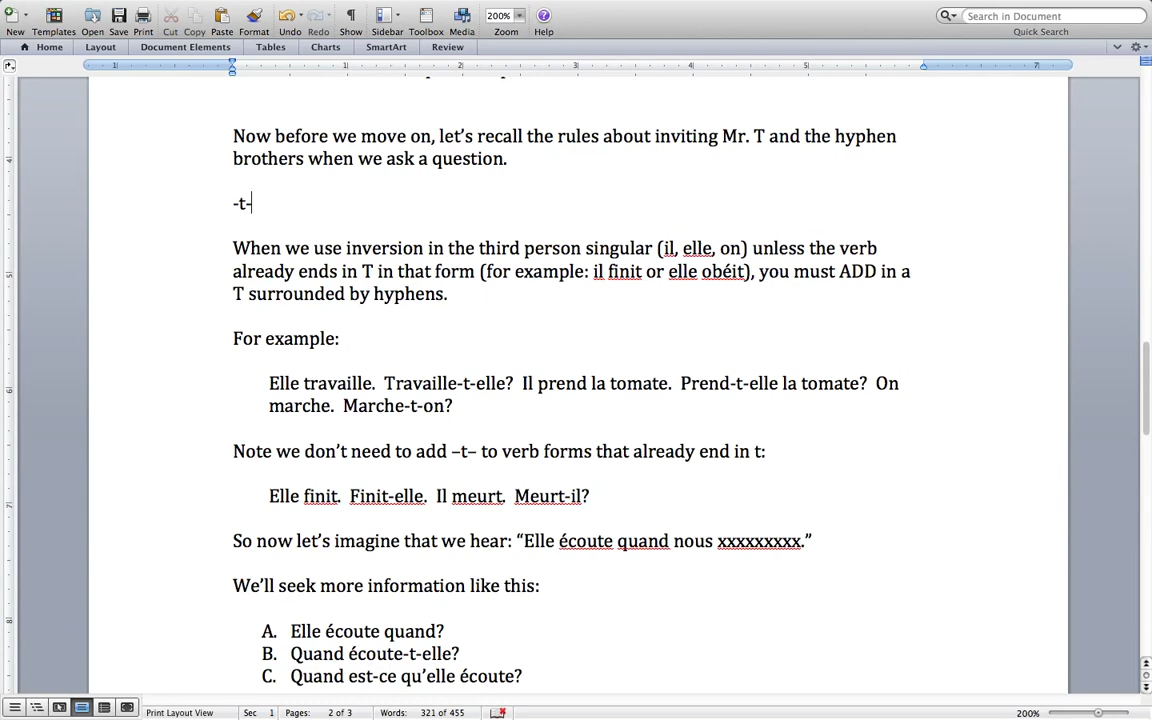 New Templates Open Save Print Cut Copy Paste Format Undo Redo Show Sidebar Toolbox Media 200% Zoom Help Search in Document Quick Search
Home Layout Document Elements Tables Charts SmartArt Review
1 1 2 3 4 5 7
Now before we move on, let's recall the rules about inviting Mr. T and the hyphen
brothers when we ask a question.
-t-
When we use inversion in the third person singular (il, elle, on) unless the verb
already ends in T in that form (for example: il finit or elle obéit), you must ADD in a
T surrounded by hyphens.
For example:
Elle travaille.  Travaille-t-elle?  Il prend la tomate.  Prend-t-elle la tomate?  On
marche.  Marche-t-on?
Note we don't need to add –t– to verb forms that already end in t:
Elle finit.  Finit-elle.  Il meurt.  Meurt-il?
So now let's imagine that we hear: “Elle écoute quand nous xxxxxxxxx.”
We'll seek more information like this:
A. Elle écoute quand?
B. Quand écoute-t-elle?
C. Quand est-ce qu'elle écoute?
Print Layout View Sec 1 Pages: 2 of 3 Words: 321 of 455 200%